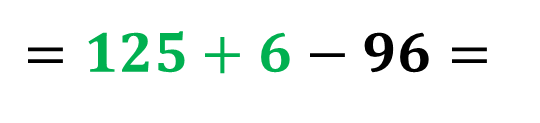 = 125 + 6 − 96 =